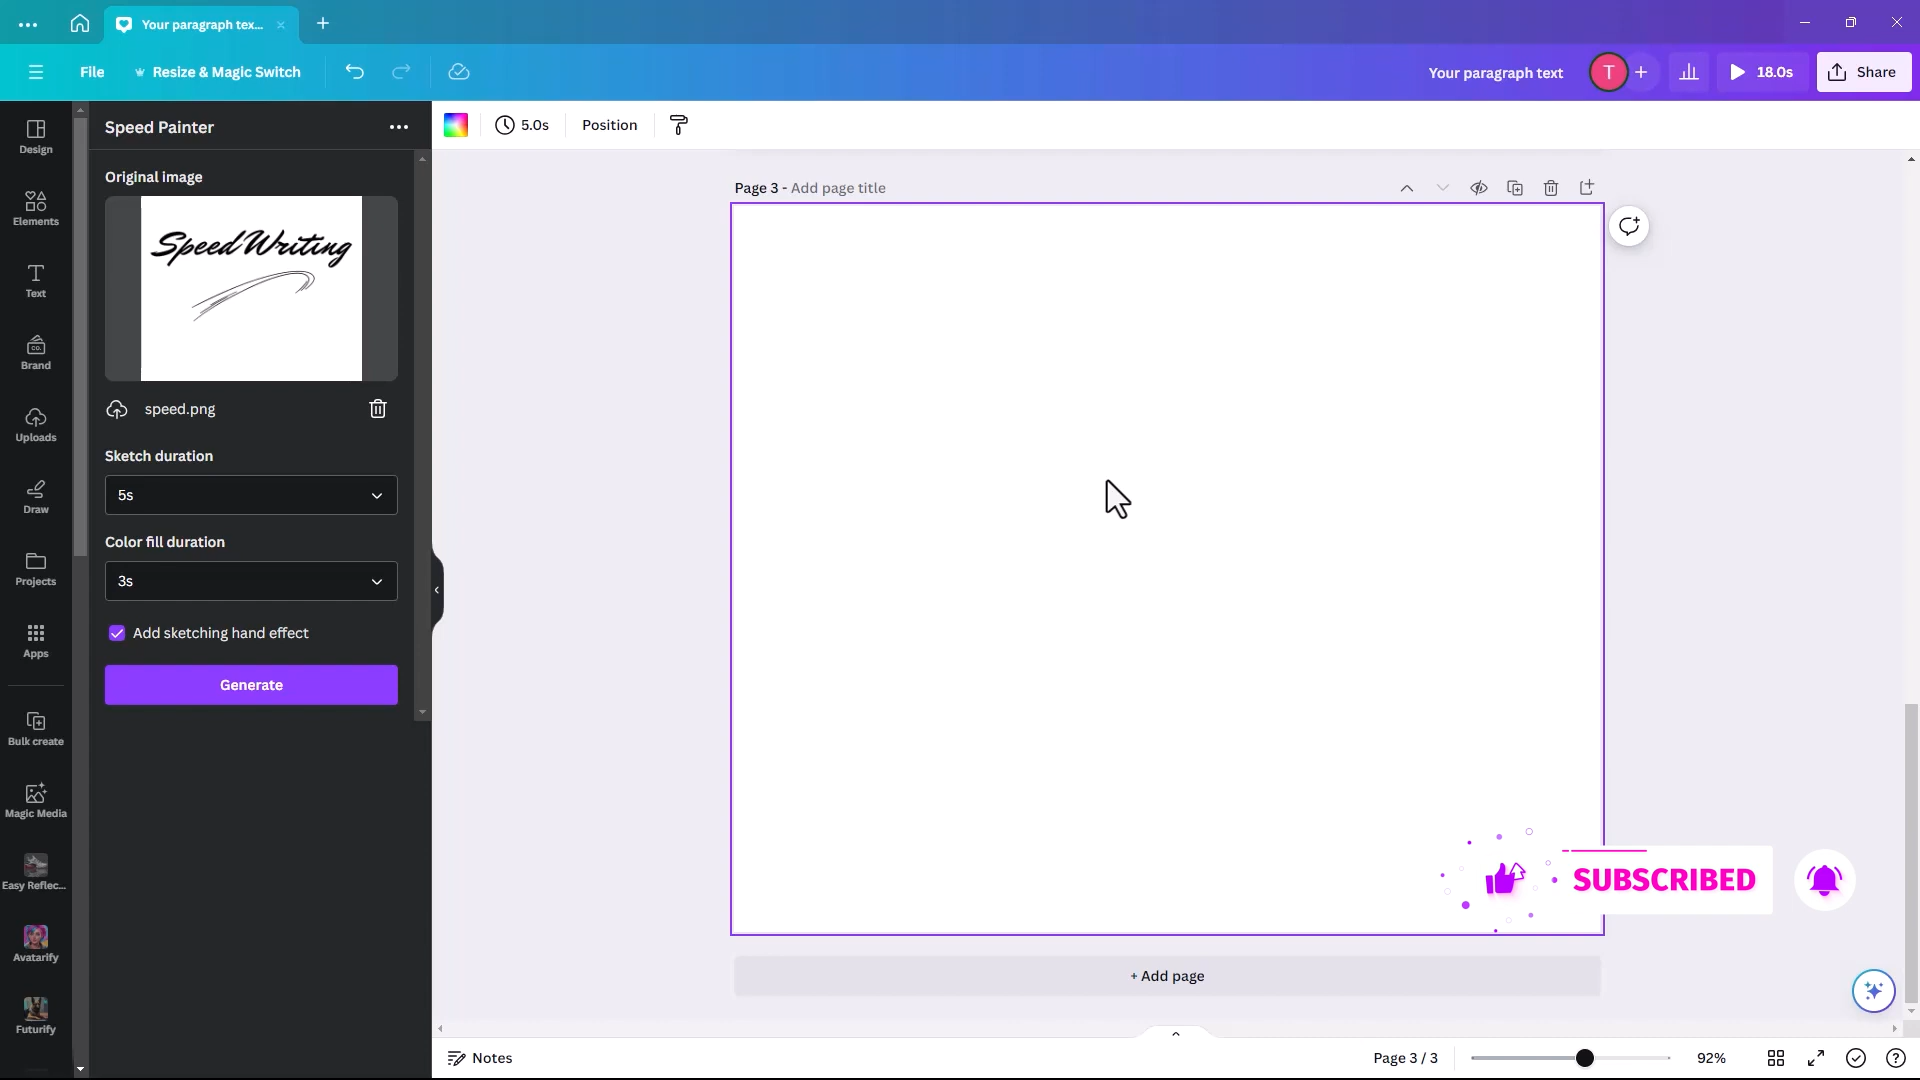 Your paragraph tex...
File
Resize & Magic Switch
Your paragraph text
T
18.0s
Share
Design
Elements
Text
Brand
CO.
Uploads
Draw
Projects
Apps
Bulk create
Magic Media
Easy Reflec...
Avatarify
Futurify
Speed Painter
Original image
Speed Writing
speed.png
Sketch duration
5s
Color fill duration
3s
Add sketching hand effect
Generate
5.0s
Position
Page 3 - Add page title
SUBSCRIBED
+ Add page
Notes
Page 3 / 3
92%